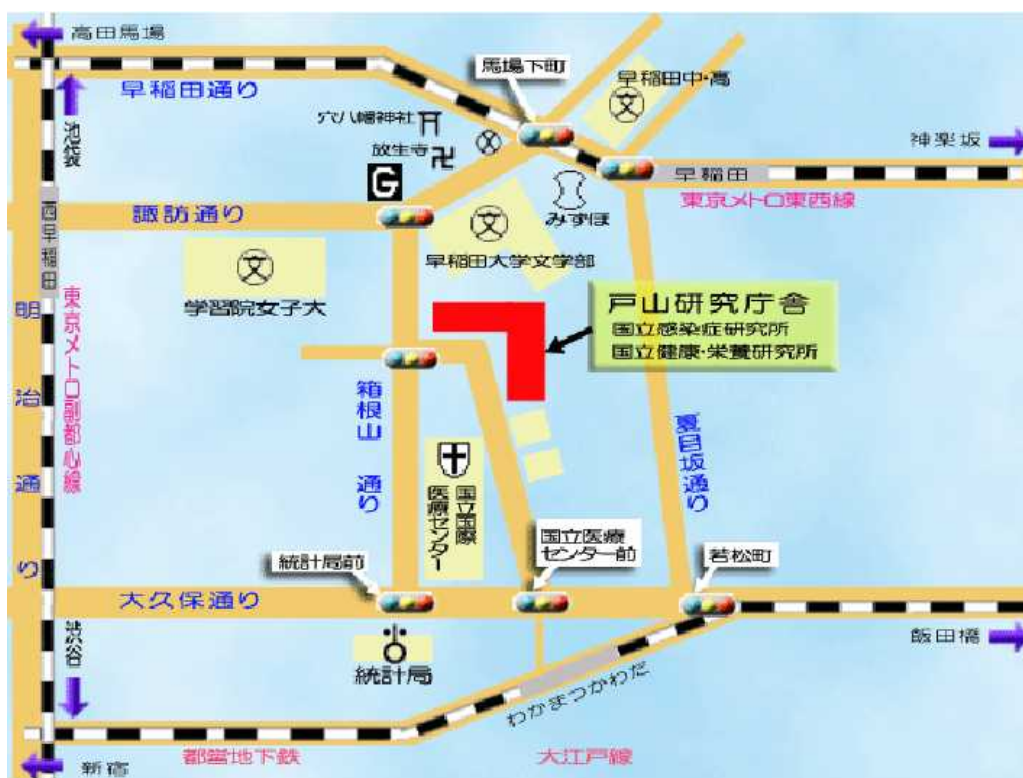 高田馬場
早稲田通り
馬場下町
早稲田中・高
穴八幡神社
放生寺
池袋
G
神楽坂
早稲田
東京メトロ東西線
みずほ
諏訪通り
早稲田大学文学部
西早稲田
学習院女子大
戸山研究庁舎
国立感染症研究所
国立健康・栄養研究所
東京メトロ副都心線
明治通り
箱根山通り
夏目坂通り
国立国際
医療センター
統計局前
国立医療
センター前
若松町
大久保通り
渋谷
飯田橋
統計局
わかまつかわだ
都営地下鉄
大江戸線
新宿